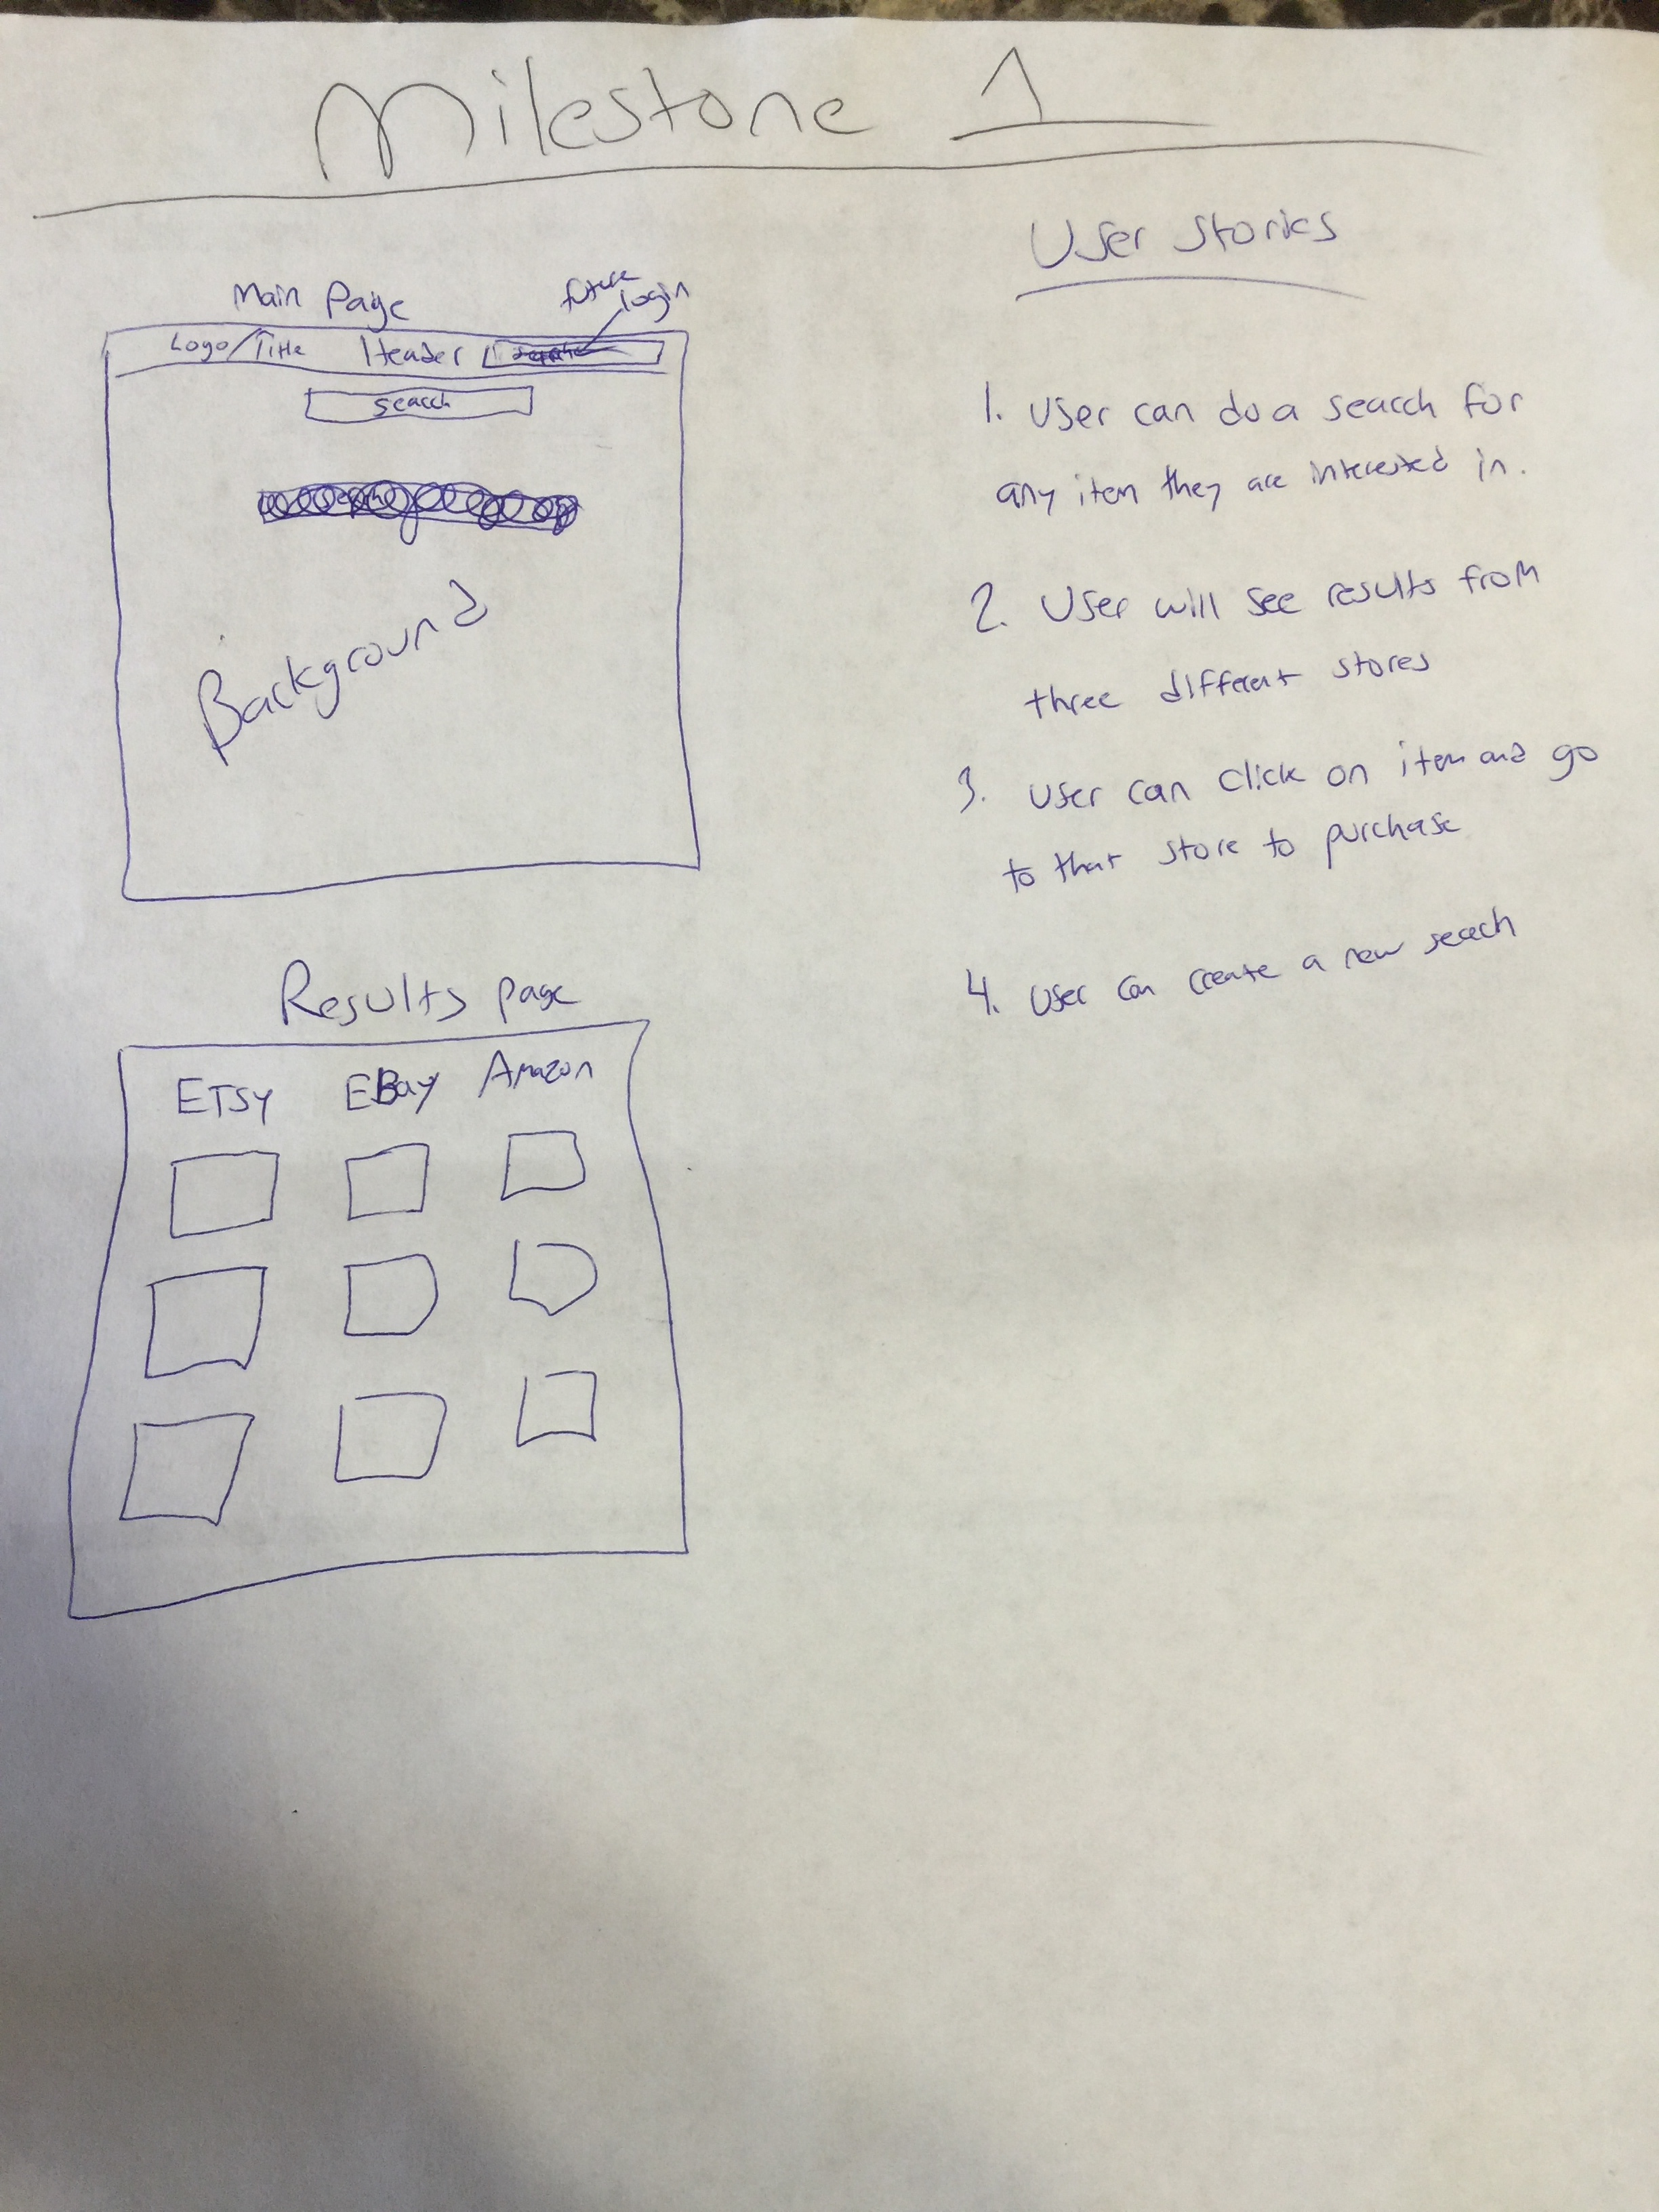 Milestone 1
User Stories
Main Page
future
login
Logo/Title Header
search
Background
1. User can do a search for
any item they are interested in.
2. User will see results from
three different stores
3. User can click on item and go
to that store to purchase
4. User can create a new search
Results page
ETSY EBay Amazon